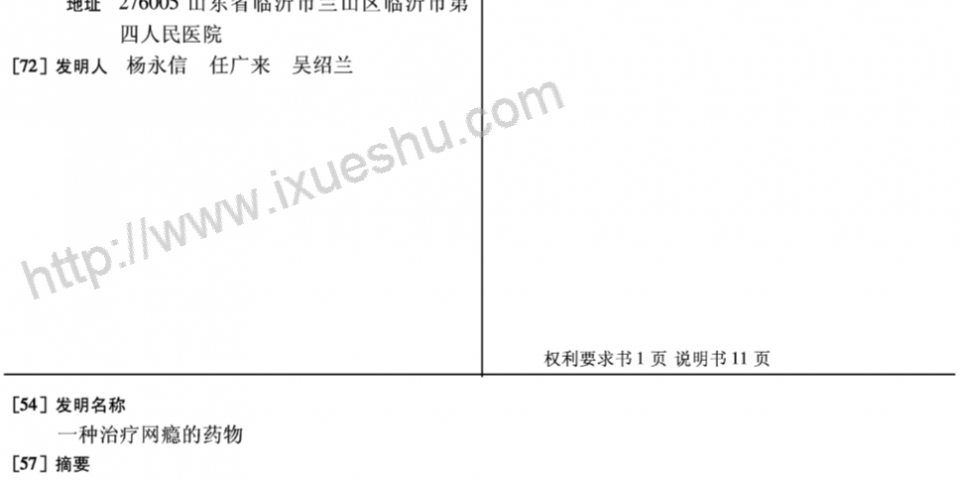 地址 276005 山东省临沂市兰山区临沂市第
四人民医院
[72] 发明人 杨永信 任广来 吴绍兰
http://www.ixueshu.com
权利要求书 1 页 说明书 11 页
[54] 发明名称
一种治疗网瘾的药物
[57] 摘要